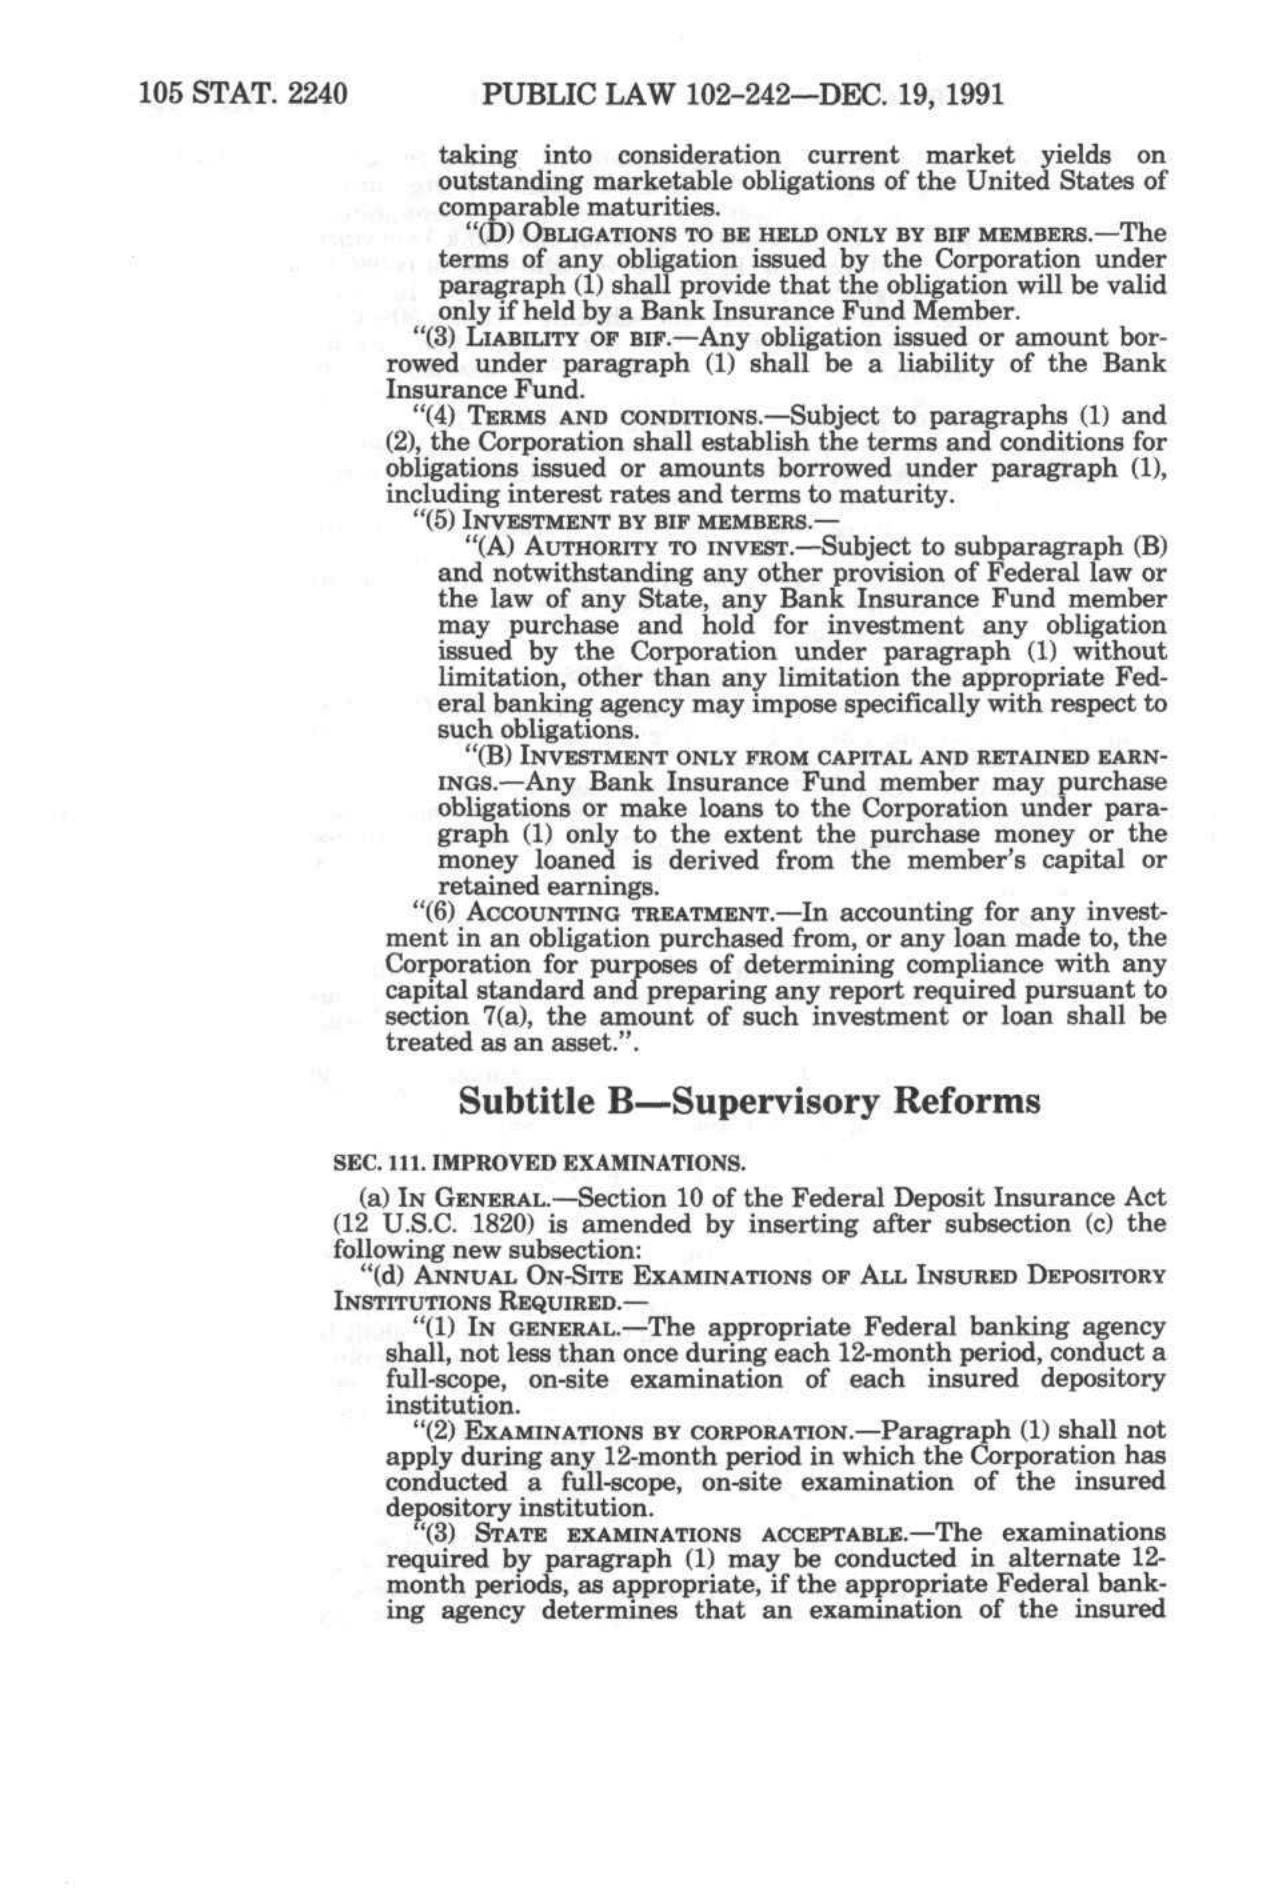 105 STAT. 2240 PUBLIC LAW 102-242—DEC. 19, 1991
taking into consideration current market yields on
outstanding marketable obligations of the United States of
comparable maturities.
"(D) OBLIGATIONS TO BE HELD ONLY BY BIF MEMBERS.—The
terms of any obligation issued by the Corporation under
paragraph (1) shall provide that the obligation will be valid
only if held by a Bank Insurance Fund Member.
"(3) LIABILITY OF BIF.—Any obligation issued or amount bor-
rowed under paragraph (1) shall be a liability of the Bank
Insurance Fund.
"(4) TERMS AND CONDITIONS.—Subject to paragraphs (1) and
(2), the Corporation shall establish the terms and conditions for
obligations issued or amounts borrowed under paragraph (1),
including interest rates and terms to maturity.
"(5) INVESTMENT BY BIF MEMBERS.—
"(A) AUTHORITY TO INVEST.—Subject to subparagraph (B)
and notwithstanding any other provision of Federal law or
the law of any State, any Bank Insurance Fund member
may purchase and hold for investment any obligation
issued by the Corporation under paragraph (1) without
limitation, other than any limitation the appropriate Fed-
eral banking agency may impose specifically with respect to
such obligations.
"(B) INVESTMENT ONLY FROM CAPITAL AND RETAINED EARN-
INGS.—Any Bank Insurance Fund member may purchase
obligations or make loans to the Corporation under para-
graph (1) only to the extent the purchase money or the
money loaned is derived from the member's capital or
retained earnings.
"(6) ACCOUNTING TREATMENT.—In accounting for any invest-
ment in an obligation purchased from, or any loan made to, the
Corporation for purposes of determining compliance with any
capital standard and preparing any report required pursuant to
section 7(a), the amount of such investment or loan shall be
treated as an asset.".
Subtitle B—Supervisory Reforms
SEC. 111. IMPROVED EXAMINATIONS.
(a) IN GENERAL.—Section 10 of the Federal Deposit Insurance Act
(12 U.S.C. 1820) is amended by inserting after subsection (c) the
following new subsection:
"(d) ANNUAL ON-SITE EXAMINATIONS OF ALL INSURED DEPOSITORY
INSTITUTIONS REQUIRED.—
"(1) IN GENERAL.—The appropriate Federal banking agency
shall, not less than once during each 12-month period, conduct a
full-scope, on-site examination of each insured depository
institution.
"(2) EXAMINATIONS BY CORPORATION.—Paragraph (1) shall not
apply during any 12-month period in which the Corporation has
conducted a full-scope, on-site examination of the insured
depository institution.
"(3) STATE EXAMINATIONS ACCEPTABLE.—The examinations
required by paragraph (1) may be conducted in alternate 12-
month periods, as appropriate, if the appropriate Federal bank-
ing agency determines that an examination of the insured